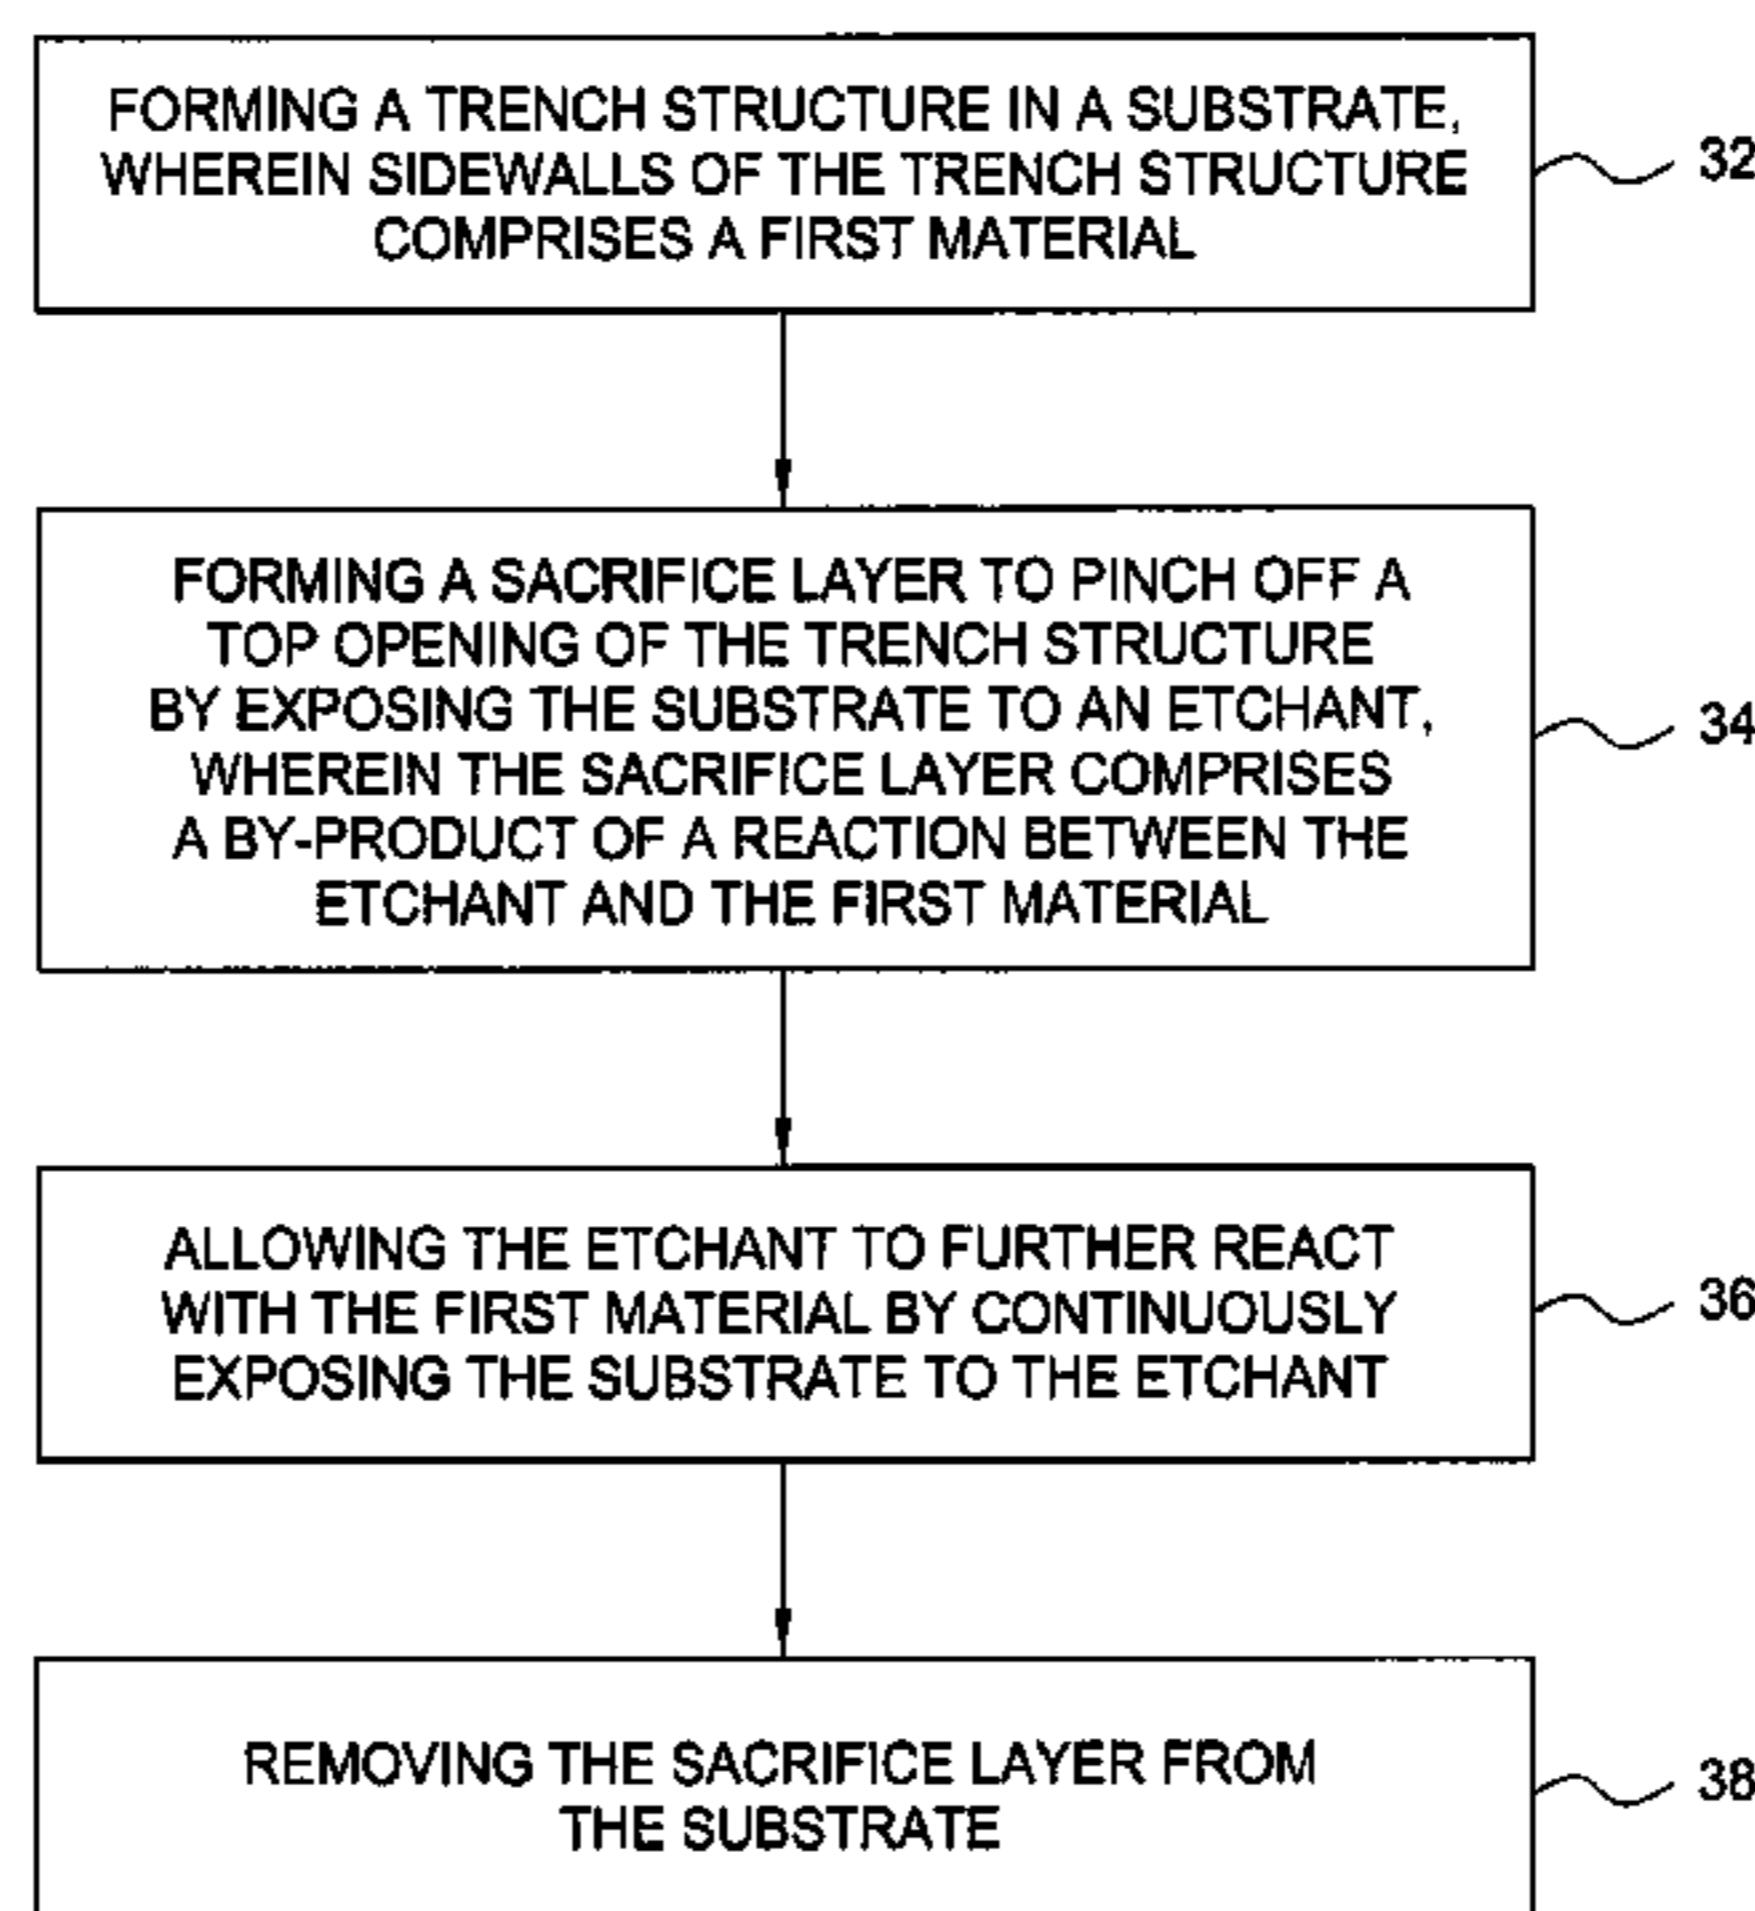 FORMING A TRENCH STRUCTURE IN A SUBSTRATE,
WHEREIN SIDEWALLS OF THE TRENCH STRUCTURE
COMPRISES A FIRST MATERIAL
32
FORMING A SACRIFICE LAYER TO PINCH OFF A
TOP OPENING OF THE TRENCH STRUCTURE
BY EXPOSING THE SUBSTRATE TO AN ETCHANT,
WHEREIN THE SACRIFICE LAYER COMPRISES
A BY-PRODUCT OF A REACTION BETWEEN THE
ETCHANT AND THE FIRST MATERIAL
34
ALLOWING THE ETCHANT TO FURTHER REACT
WITH THE FIRST MATERIAL BY CONTINUOUSLY
EXPOSING THE SUBSTRATE TO THE ETCHANT
36
REMOVING THE SACRIFICE LAYER FROM
THE SUBSTRATE
38